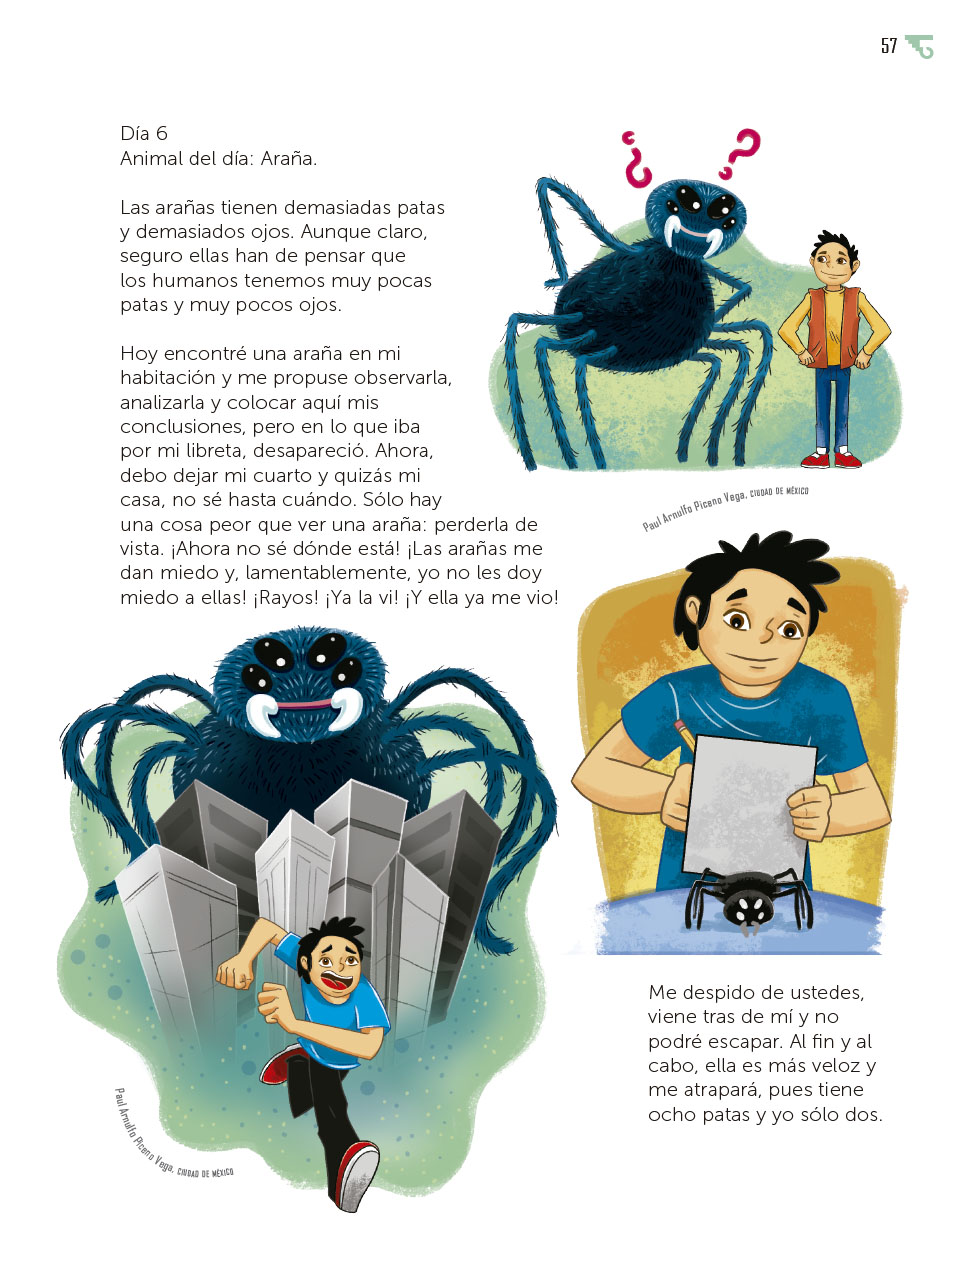 57
Día 6
Animal del día: Araña.
Las arañas tienen demasiadas patas
y demasiados ojos. Aunque claro,
seguro ellas han de pensar que
los humanos tenemos muy pocas
patas y muy pocos ojos.
Hoy encontré una araña en mi
habitación y me propuse observarla,
analizarla y colocar aquí mis
conclusiones, pero en lo que iba
por mi libreta, desapareció. Ahora,
debo dejar mi cuarto y quizás mi
casa, no sé hasta cuándo. Sólo hay
una cosa peor que ver una araña: perderla de
vista. ¡Ahora no sé dónde está! ¡Las arañas me
dan miedo y, lamentablemente, yo no les doy
miedo a ellas! ¡Rayos! ¡Ya la vi! ¡Y ella ya me vio!
¿ ?
Paul Arnulfo Piceno Vega, CIUDAD DE MÉXICO
Paul Arnulfo Piceno Vega, CIUDAD DE MÉXICO
Me despido de ustedes,
viene tras de mí y no
podré escapar. Al fin y al
cabo, ella es más veloz y
me atrapará, pues tiene
ocho patas y yo sólo dos.